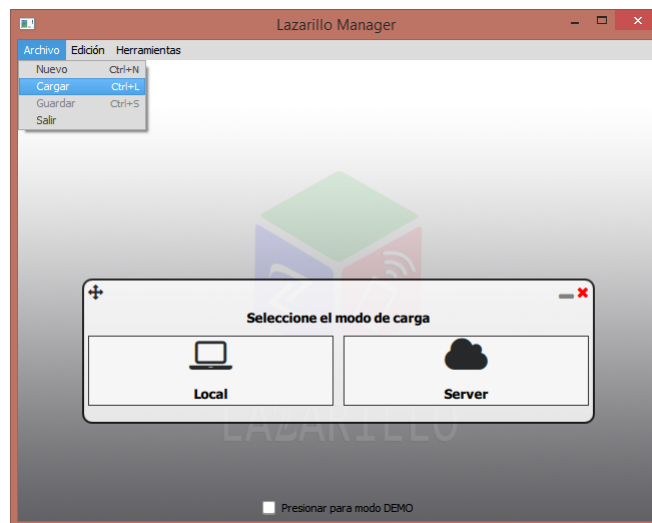 Lazarillo Manager
Archivo Edición Herramientas
Nuevo Ctrl+N
Cargar Ctrl+L
Guardar Ctrl+S
Salir
Seleccione el modo de carga
Local Server
LAZARILLO
Presionar para modo DEMO